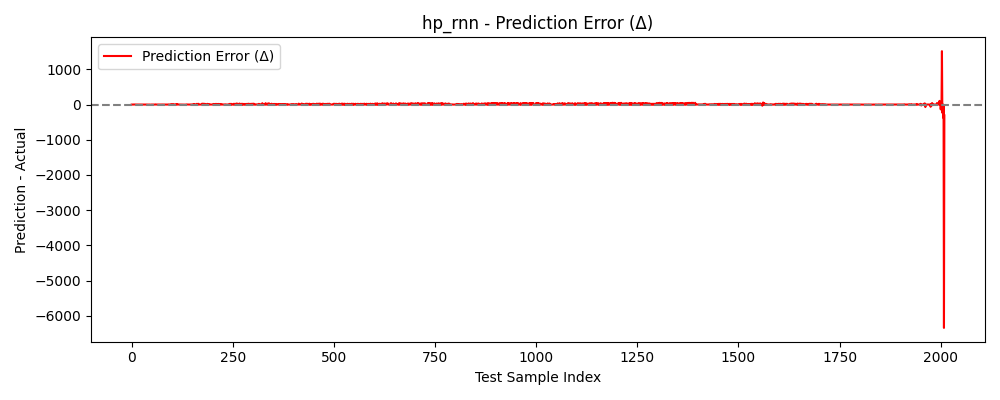 hp_rnn - Prediction Error (Δ)
Prediction Error (Δ)
1000
0
−1000
−2000
−3000
−4000
−5000
−6000
Prediction - Actual
0 250 500 750 1000 1250 1500 1750 2000
Test Sample Index